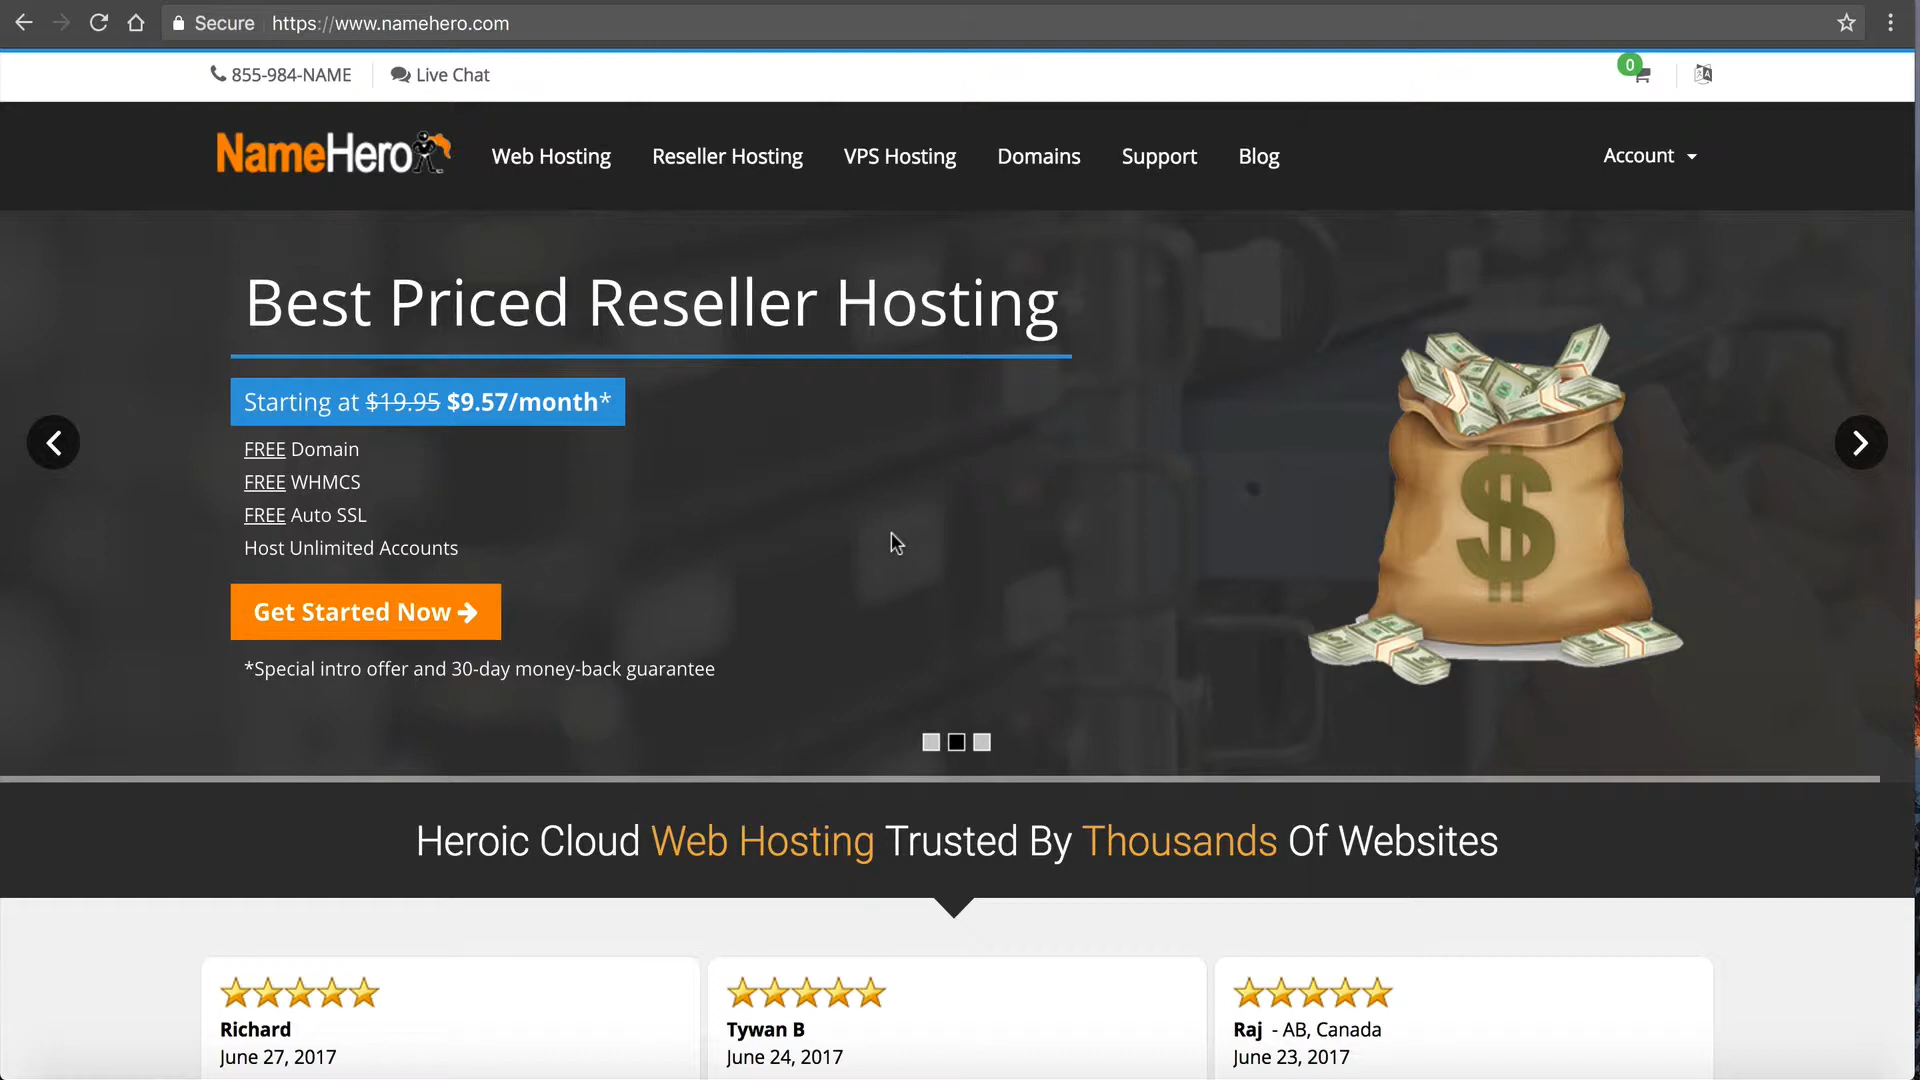 Secure https://www.namehero.com
855-984-NAME Live Chat 0
NameHero Web Hosting Reseller Hosting VPS Hosting Domains Support Blog Account
Best Priced Reseller Hosting
Starting at $19.95 $9.57/month*
FREE Domain
FREE WHMCS
FREE Auto SSL
Host Unlimited Accounts
$
Get Started Now
*Special intro offer and 30-day money-back guarantee
Heroic Cloud Web Hosting Trusted By Thousands Of Websites
Richard
June 27, 2017
Tywan B
June 24, 2017
Raj - AB, Canada
June 23, 2017